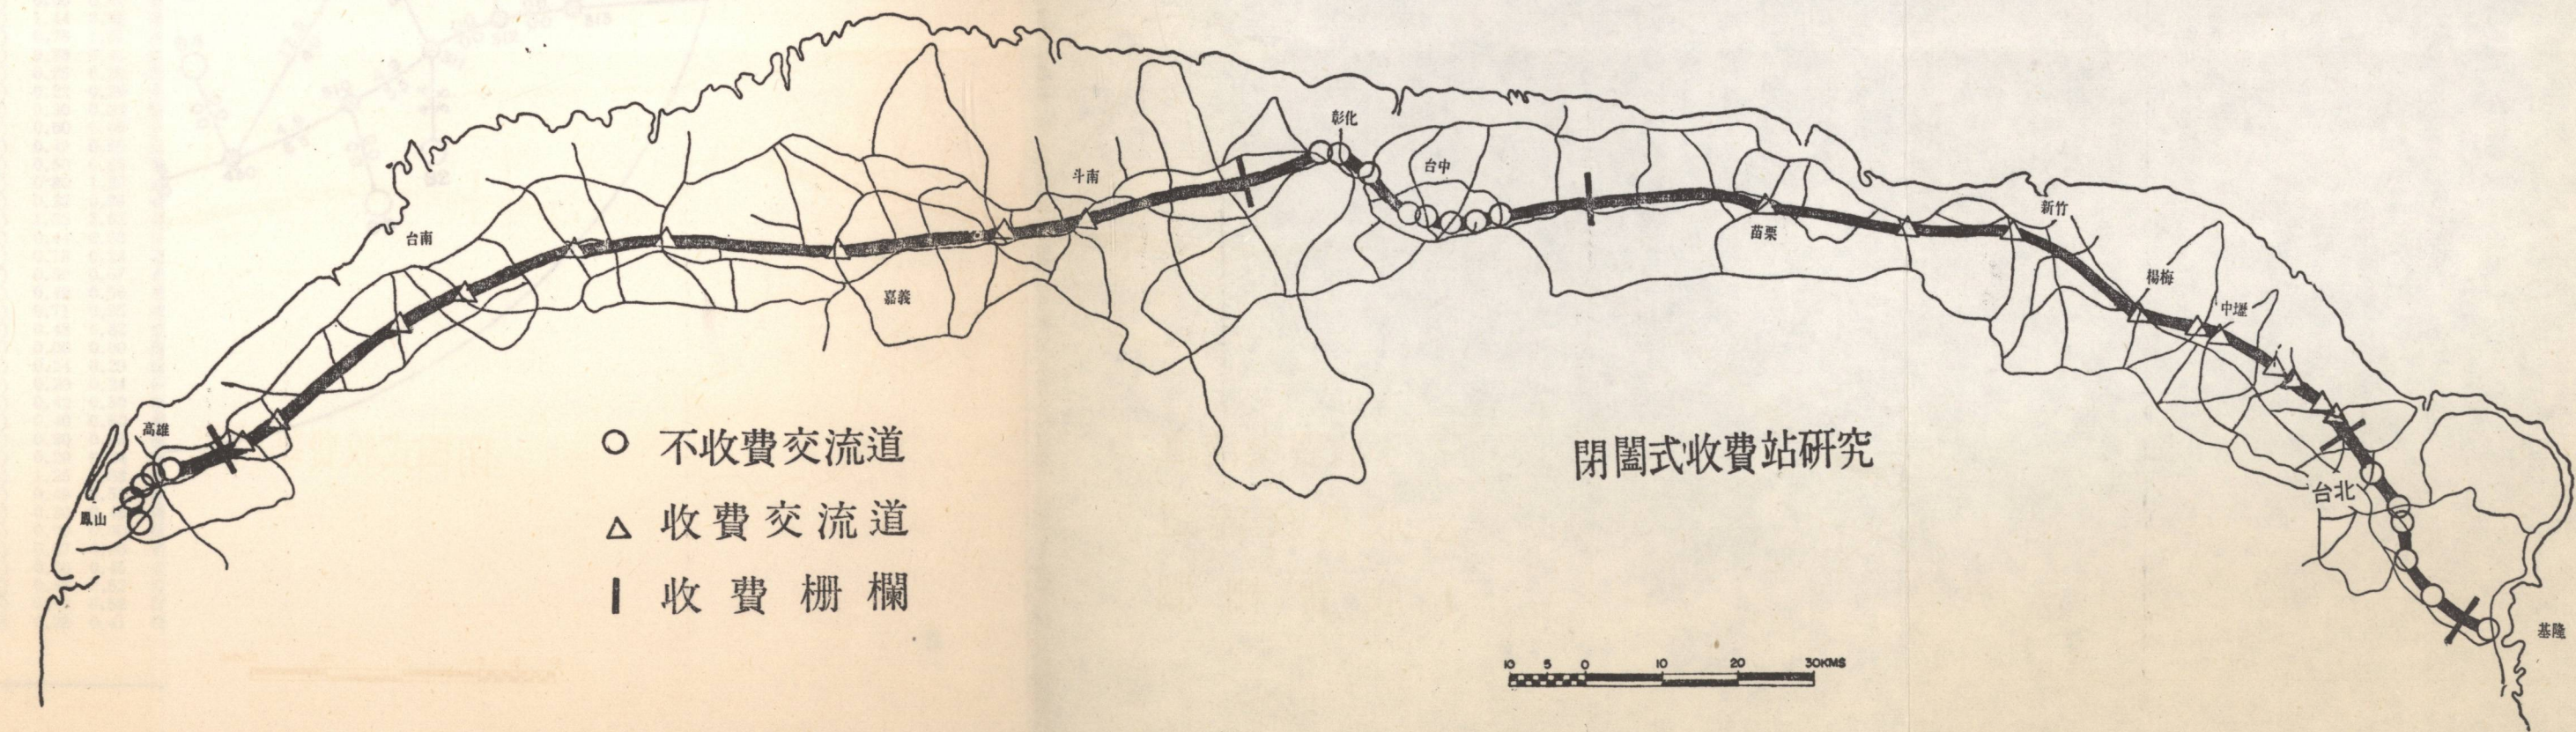 彰化
台中
斗南
新竹
苗栗
台南
楊梅
嘉義
中壢
高雄
鳳山
台北
基隆
閉闔式收費站研究
不收費交流道
收費交流道
收費柵欄
10 5 0 10 20 30KMS